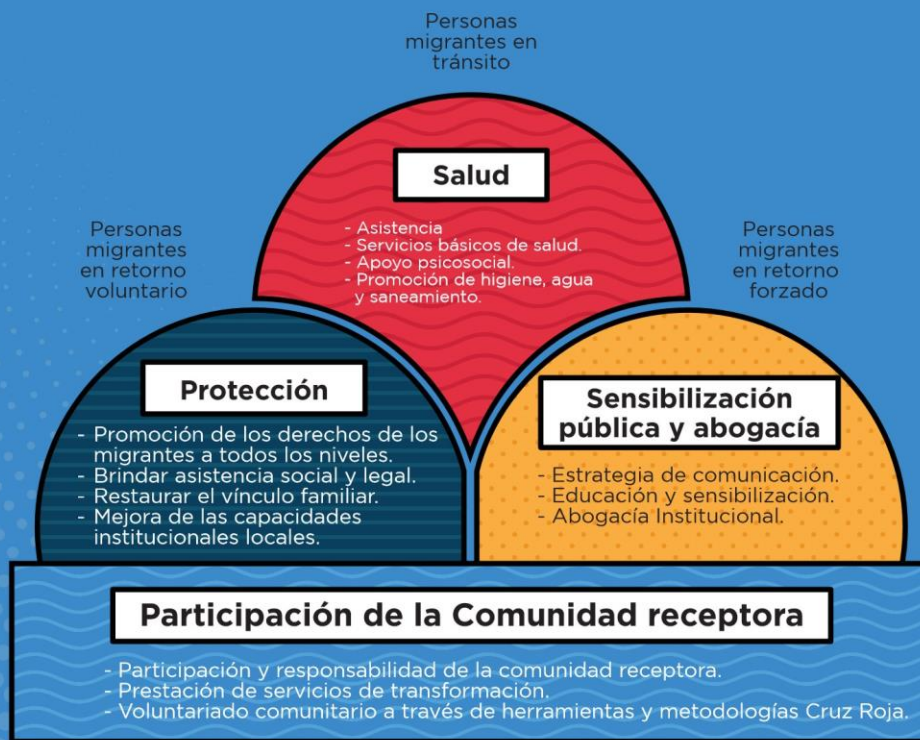 Personas
migrantes en
tránsito
Salud
- Asistencia
- Servicios básicos de salud.
- Apoyo psicosocial.
- Promoción de higiene, agua
y saneamiento.
Personas
migrantes
en retorno
voluntario
Personas
migrantes
en retorno
forzado
Protección
- Promoción de los derechos de los
migrantes a todos los niveles.
- Brindar asistencia social y legal.
- Restaurar el vínculo familiar.
- Mejora de las capacidades
institucionales locales.
Sensibilización
pública y abogacía
- Estrategia de comunicación.
- Educación y sensibilización.
- Abogacía Institucional.
Participación de la Comunidad receptora
- Participación y responsabilidad de la comunidad receptora.
- Prestación de servicios de transformación.
- Voluntariado comunitario a través de herramientas y metodologías Cruz Roja.